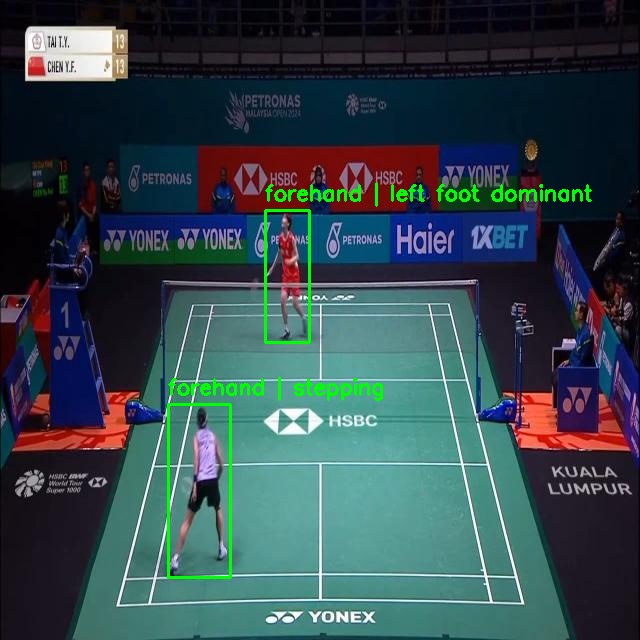 TAI T.Y. 13
CHEN Y.F. 13
PETRONAS
MALAYSIA OPEN 2024
PETRONAS
HSBC
HSBC
YONEX
forehand | left foot dominant
YONEX
YONEX
PETRONAS
PETRONAS
Haier
1XBET
1
YONEX
forehand | stepping
HSBC
HSBC BWF
World Tour
Super 1000
KUALA
LUMPUR
YONEX